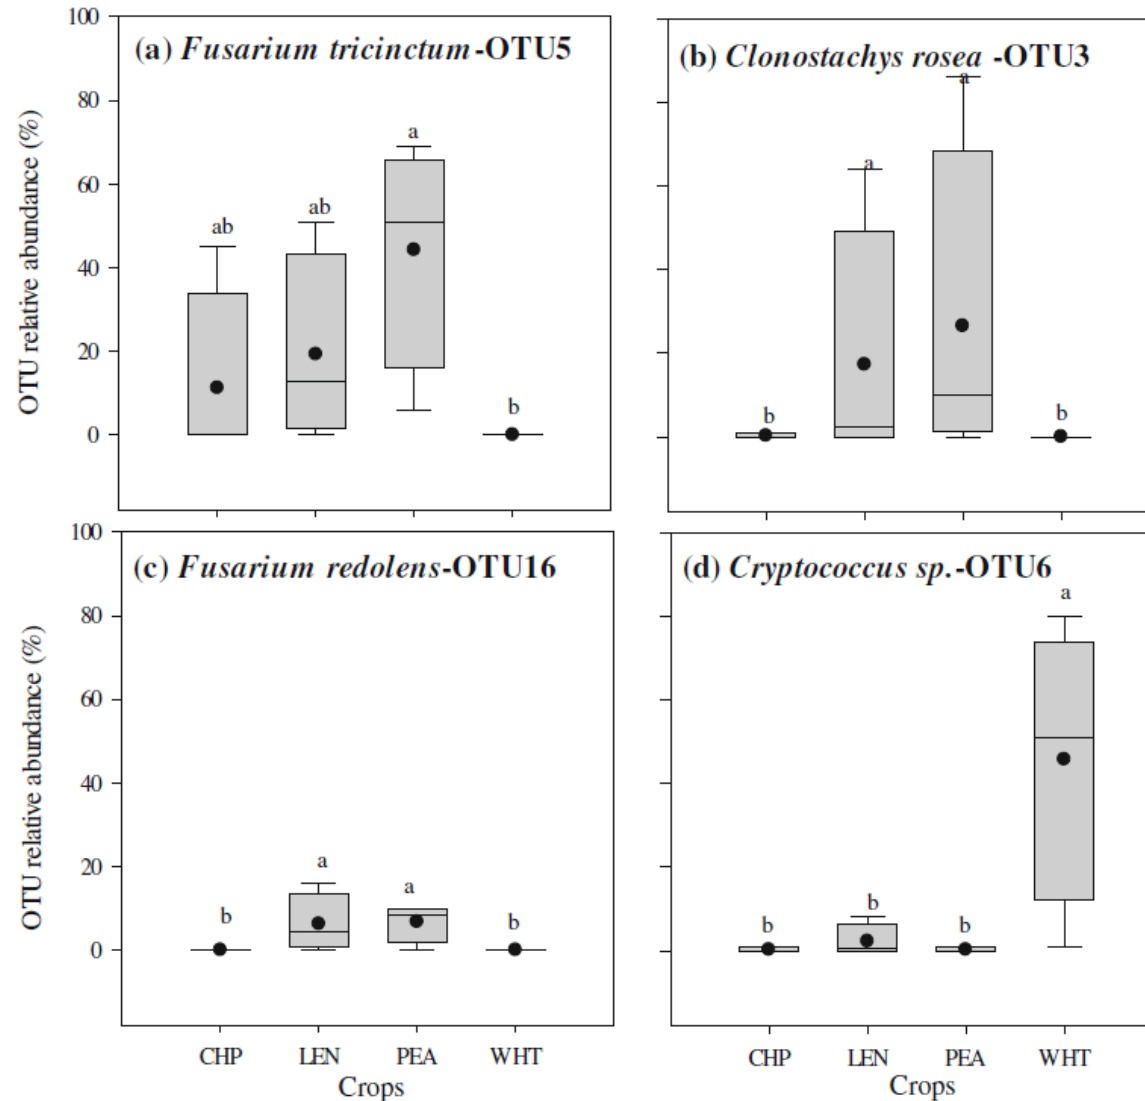 (a) Fusarium tricinctum-OTU5
OTU relative abundance (%)
100
80
60
40
20
0
ab
ab
a
b
(b) Clonostachys rosea -OTU3
b
a
a
b
(c) Fusarium redolens-OTU16
OTU relative abundance (%)
100
80
60
40
20
0
b
a
a
b
CHP LEN PEA WHT
Crops
(d) Cryptococcus sp.-OTU6
b
b
b
a
CHP LEN PEA WHT
Crops